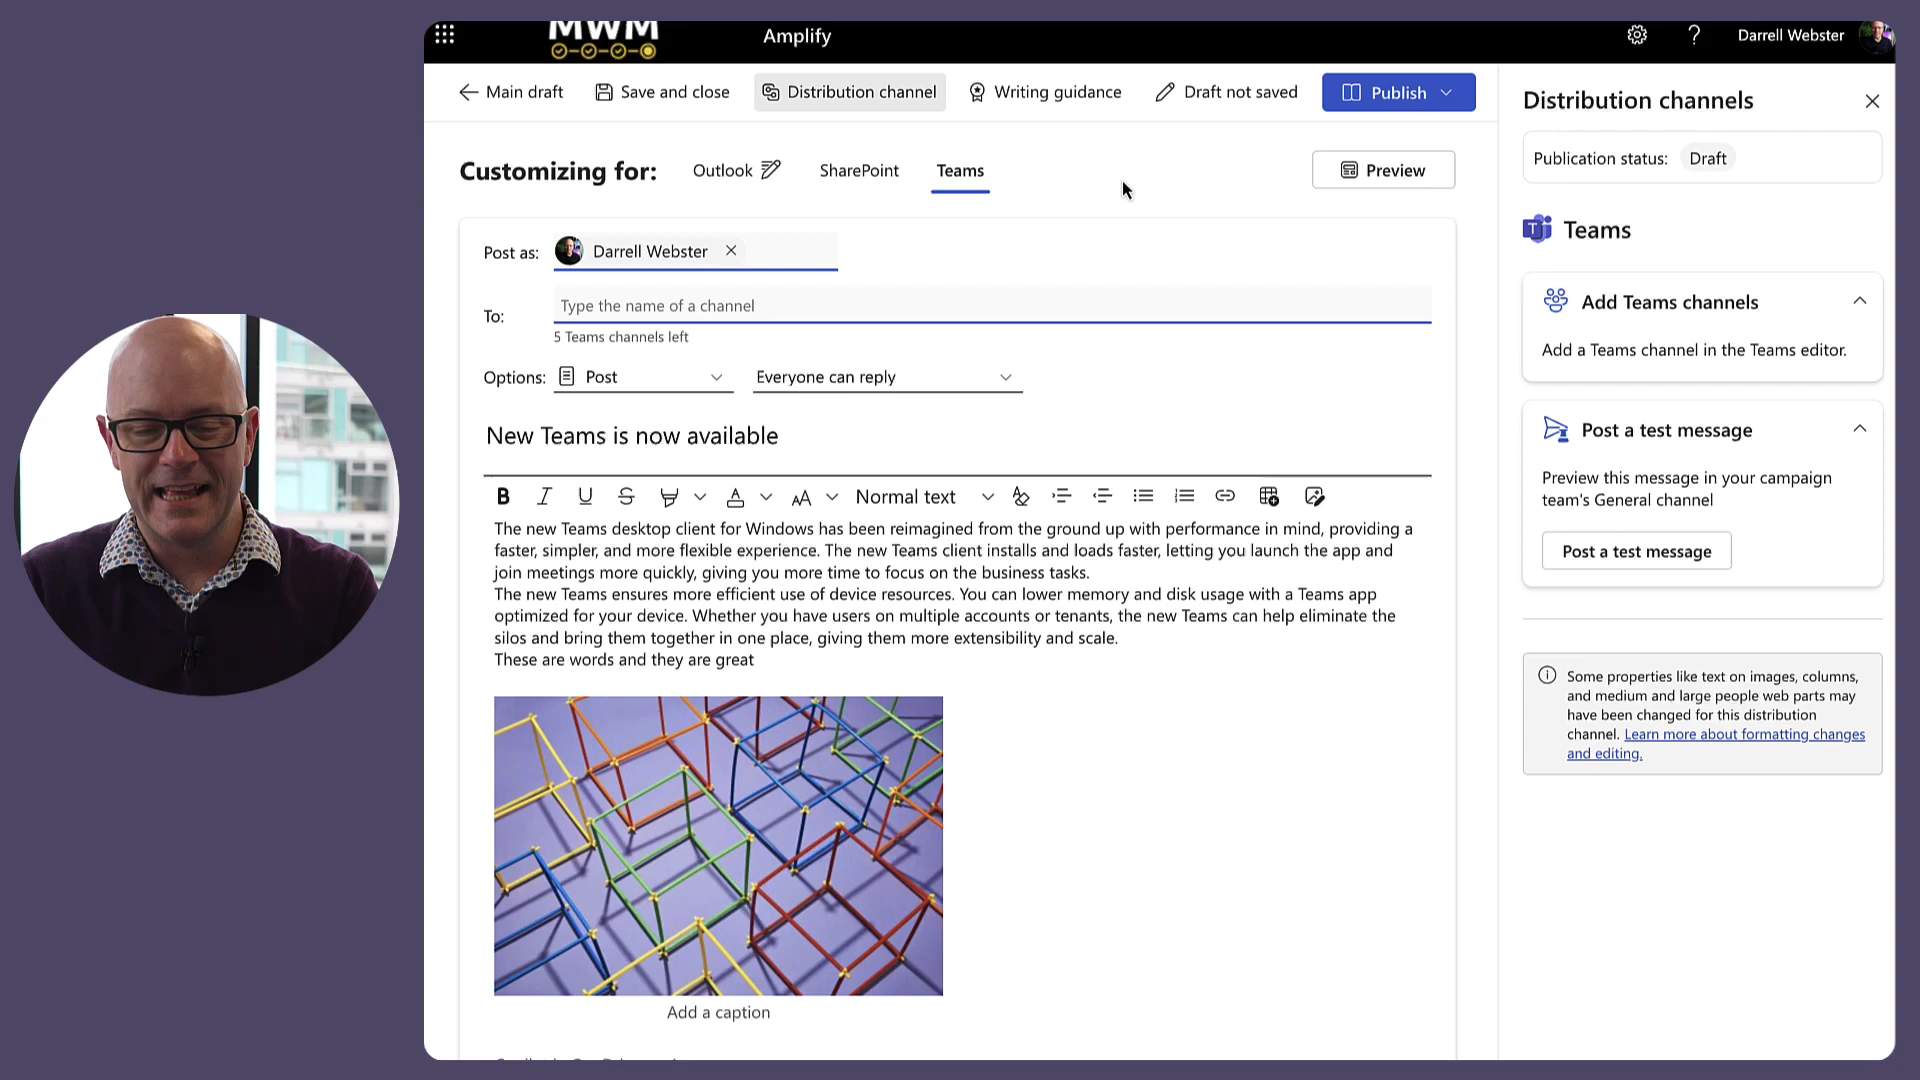 MWM
Amplify
Darrell Webster
Main draft
Save and close
Distribution channel
Writing guidance
Draft not saved
Publish
Customizing for:
Outlook
SharePoint
Teams
Preview
Post as:
Darrell Webster
To:
Type the name of a channel
5 Teams channels left
Options:
Post
Everyone can reply
New Teams is now available
B I U S
A
AA
Normal text
The new Teams desktop client for Windows has been reimagined from the ground up with performance in mind, providing a
faster, simpler, and more flexible experience. The new Teams client installs and loads faster, letting you launch the app and
join meetings more quickly, giving you more time to focus on the business tasks.
The new Teams ensures more efficient use of device resources. You can lower memory and disk usage with a Teams app
optimized for your device. Whether you have users on multiple accounts or tenants, the new Teams can help eliminate the
silos and bring them together in one place, giving them more extensibility and scale.
These are words and they are great
Add a caption
Distribution channels
Publication status: Draft
Teams
Add Teams channels
Add a Teams channel in the Teams editor.
Post a test message
Preview this message in your campaign
team's General channel
Post a test message
Some properties like text on images, columns,
and medium and large people web parts may
have been changed for this distribution
channel. Learn more about formatting changes
and editing.